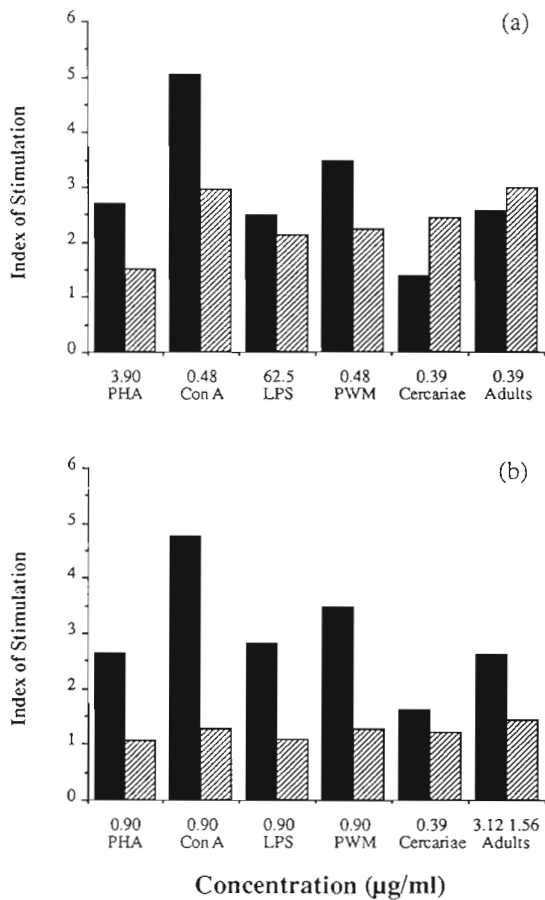 (a)
Index of Stimulation
6
5
4
3
2
1
0
3.90 0.48 62.5 0.48 0.39 0.39
PHA Con A LPS PWM Cercariae Adults
(b)
Index of Stimulation
6
5
4
3
2
1
0
0.90 0.90 0.90 0.90 0.39 3.12 1.56
PHA Con A LPS PWM Cercariae Adults
Concentration (µg/ml)